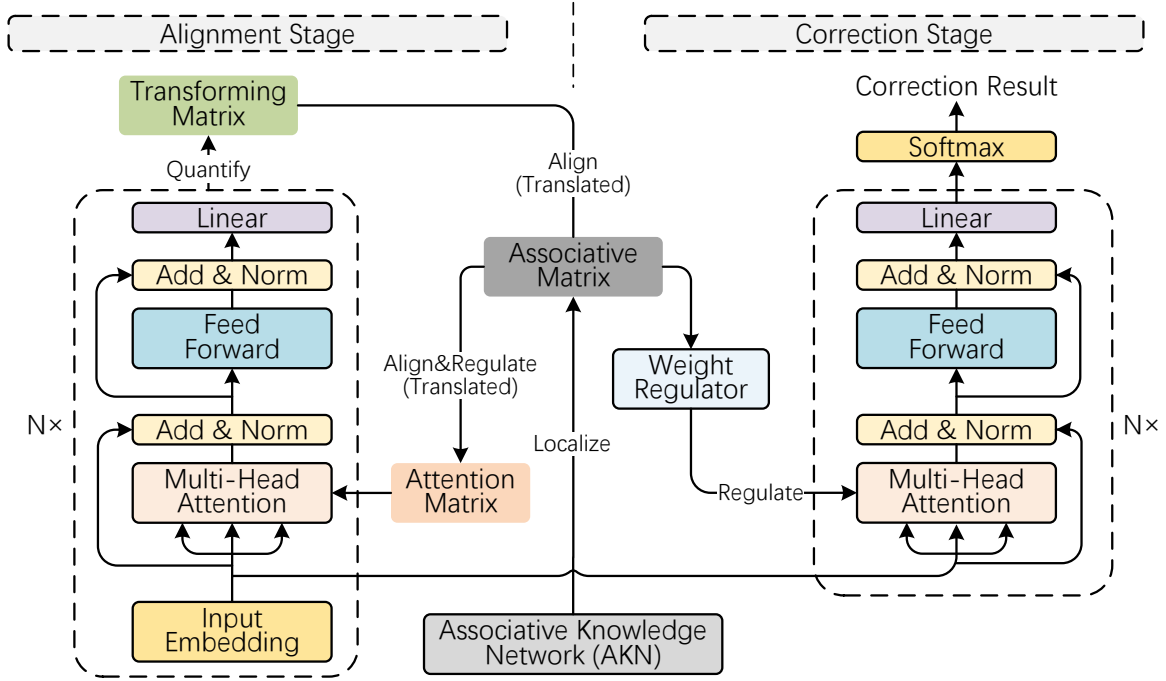 Alignment Stage
Correction Stage
Transforming
Matrix
Correction Result
Quantify
Align
(Translated)
Softmax
Linear
Linear
Add & Norm
Associative
Matrix
Add & Norm
Feed
Forward
Align&Regulate
(Translated)
Weight
Regulator
Feed
Forward
N×
Add & Norm
Localize
Add & Norm
N×
Multi-Head
Attention
Attention
Matrix
Regulate
Multi-Head
Attention
Input
Embedding
Associative Knowledge
Network (AKN)